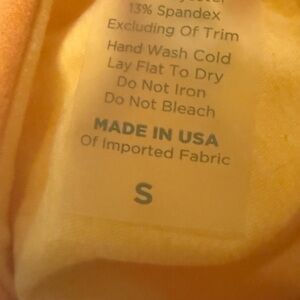 13% Spandex
Excluding Of Trim
Hand Wash Cold
Lay Flat To Dry
Do Not Iron
Do Not Bleach
MADE IN USA
Of Imported Fabric
S